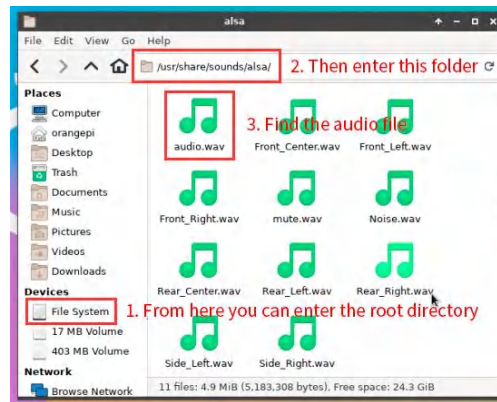 alsa
File Edit View Go Help
/usr/share/sounds/alsa/ 2. Then enter this folder
Places
Computer
orangepi
Desktop
Trash
Documents
Music
Pictures
Videos
Downloads
Devices
File System
17 MB Volume
403 MB Volume
Network
Browse Network
3. Find the audio file
audio.wav Front_Center.wav Front_Left.wav
Front_Right.wav mute.wav Noise.wav
Rear_Center.wav Rear_Left.wav Rear_Right.wav
1. From here you can enter the root directory
Side_Left.wav Side_Right.wav
11 files: 4.9 MiB (5,183,308 bytes), Free space: 24.3 GiB